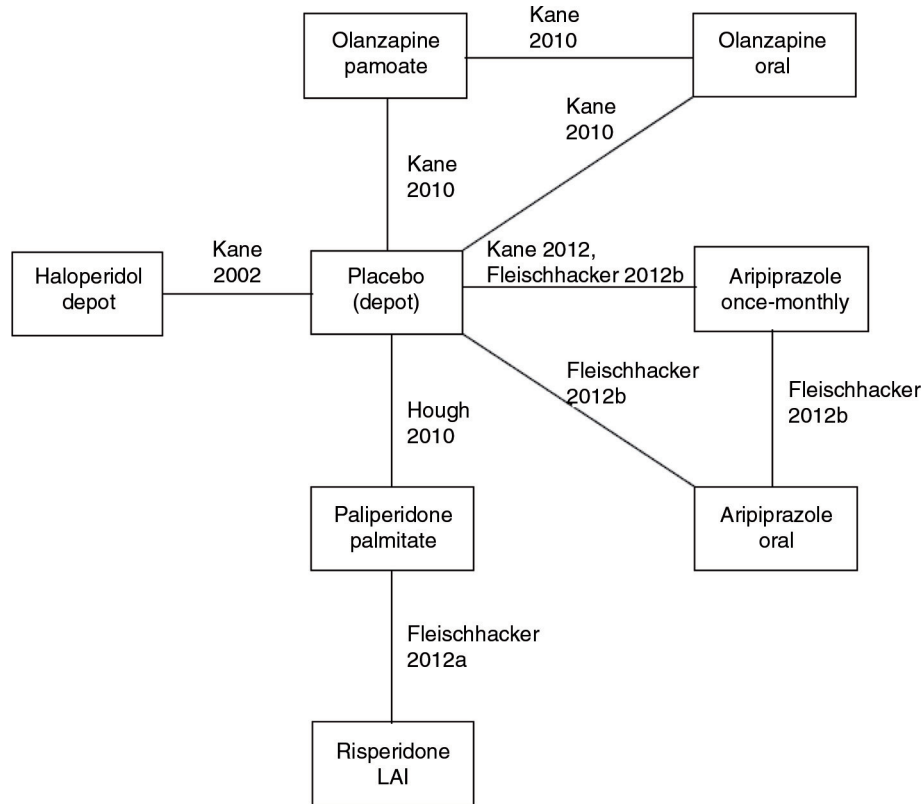 Kane
2010
Olanzapine
pamoate
Olanzapine
oral
Kane
2010
Kane
2010
Kane
2002
Kane 2012,
Fleischhacker 2012b
Haloperidol
depot
Placebo
(depot)
Aripiprazole
once-monthly
Fleischhacker
2012b
Fleischhacker
2012b
Hough
2010
Paliperidone
palmitate
Aripiprazole
oral
Fleischhacker
2012a
Risperidone
LAI